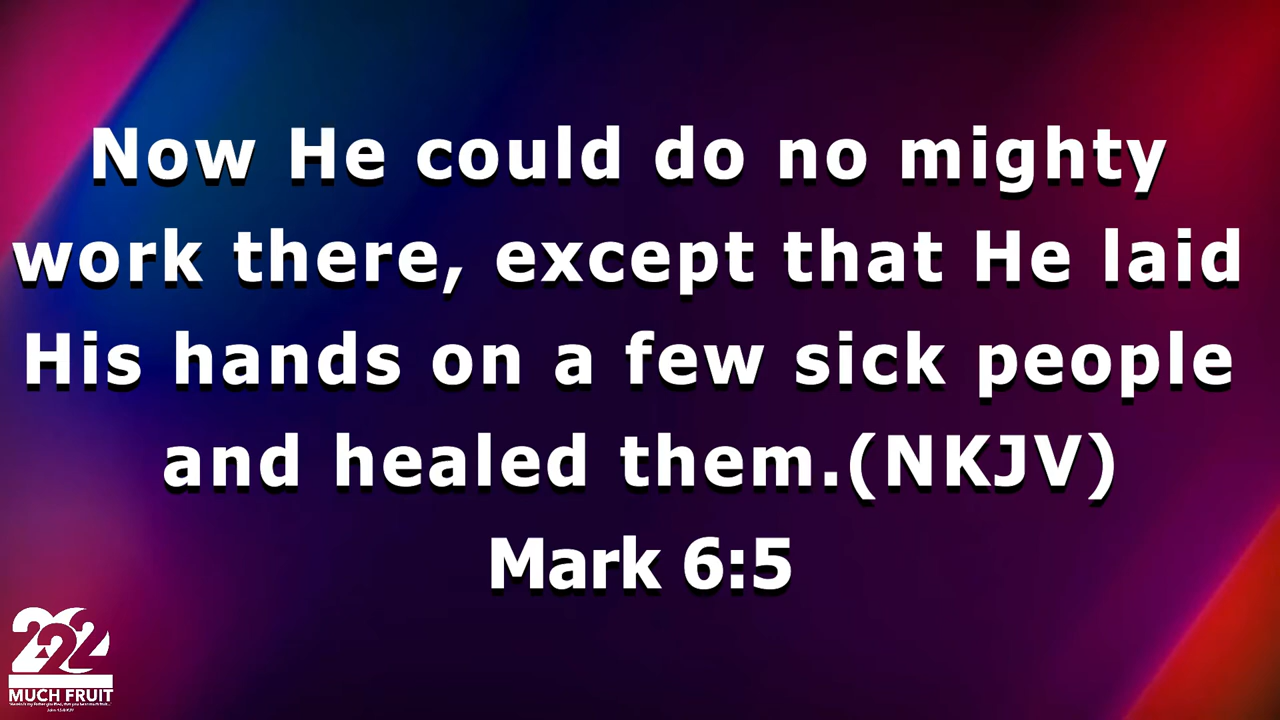 Now He could do no mighty
work there, except that He laid
His hands on a few sick people
and healed them.(NKJV)
Mark 6:5
2022
MUCH FRUIT